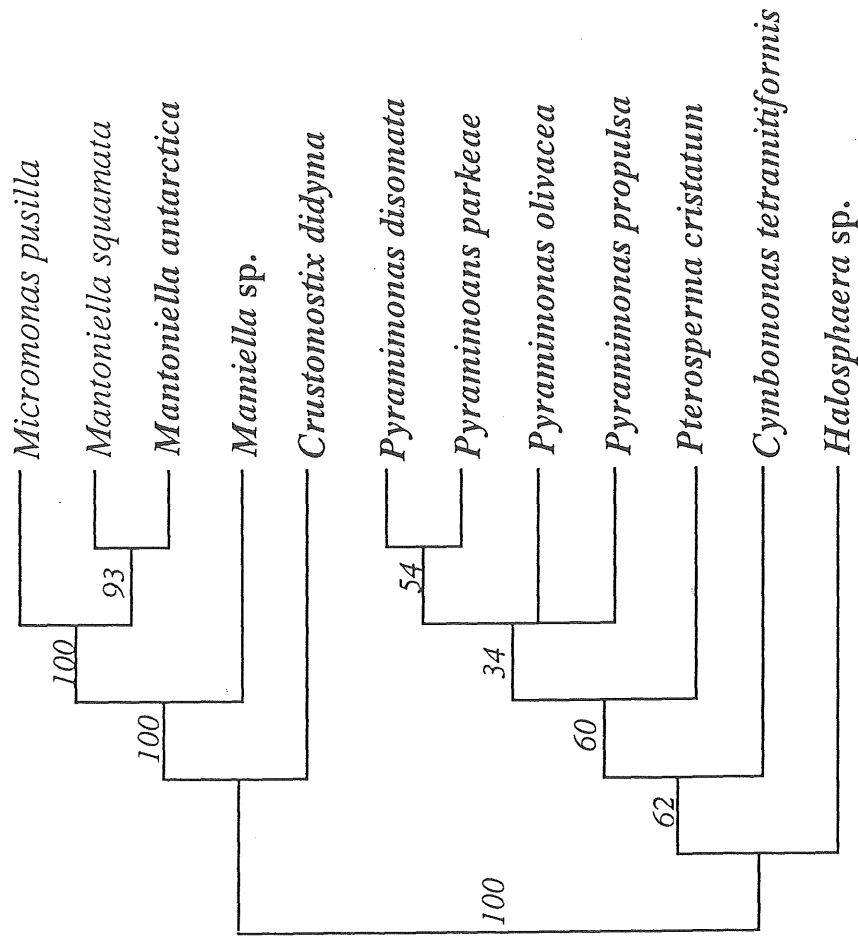 Micromonas pusilla
Mantoniella squamata
Mantoniella antarctica
Mamiella sp.
Crustomostix didyma
Pyramimonas disomata
Pyramimoans parkeae
Pyramimonas olivacea
Pyramimonas propulsa
Pterosperma cristatum
Cymbomonas tetramitiformis
Halosphaera sp.
93
100
100
54
34
60
62
100